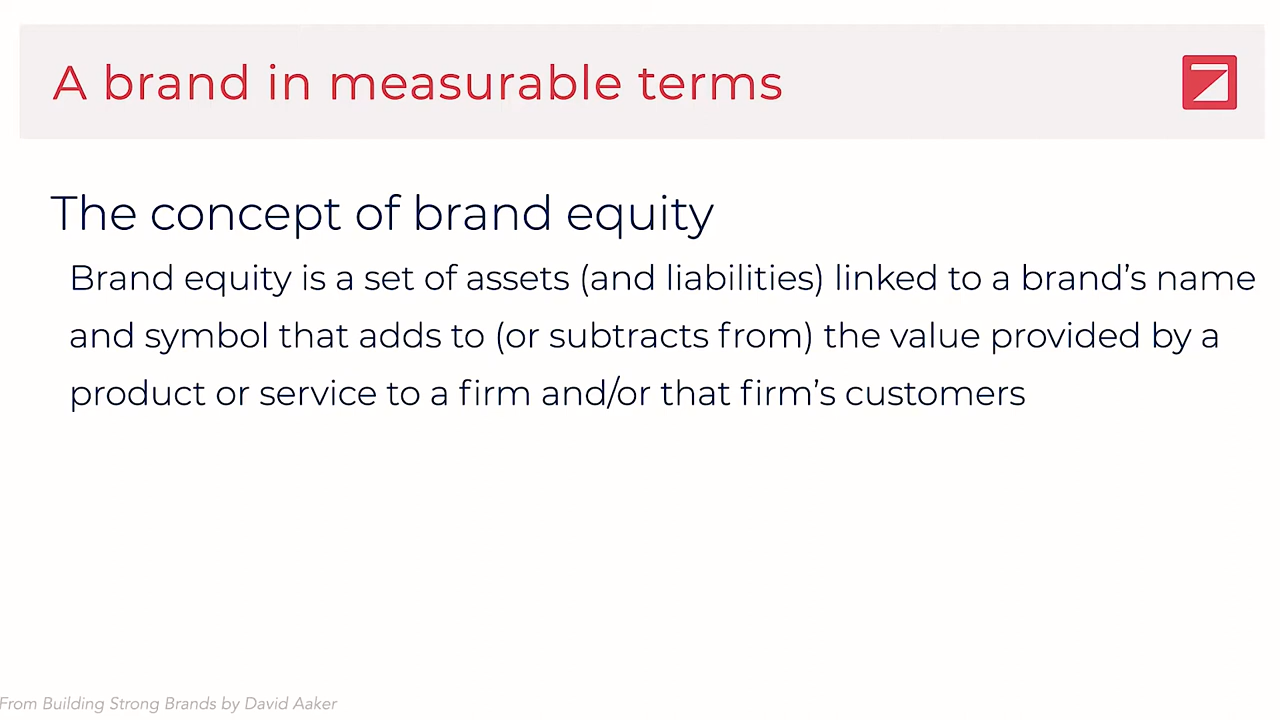 A brand in measurable terms
The concept of brand equity
Brand equity is a set of assets (and liabilities) linked to a brand’s name
and symbol that adds to (or subtracts from) the value provided by a
product or service to a firm and/or that firm’s customers
From Building Strong Brands by David Aaker